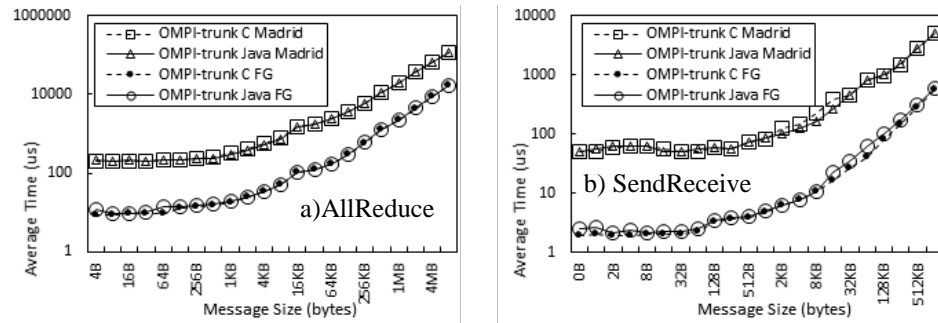 a)
Average Time (us)
1000000
10000
100
1
OMPI-trunk C Madrid
OMPI-trunk Java Madrid
OMPI-trunk C FG
OMPI-trunk Java FG
a)AllReduce
4B
16B
64B
256B
1KB
4KB
16KB
64KB
256KB
1MB
4MB
Message Size (bytes)
b)
Average Time (us)
10000
1000
100
10
1
OMPI-trunk C Madrid
OMPI-trunk Java Madrid
OMPI-trunk C FG
OMPI-trunk Java FG
b) SendReceive
0B
2B
8B
32B
128B
512B
2KB
8KB
32KB
128KB
512KB
Message Size (bytes)